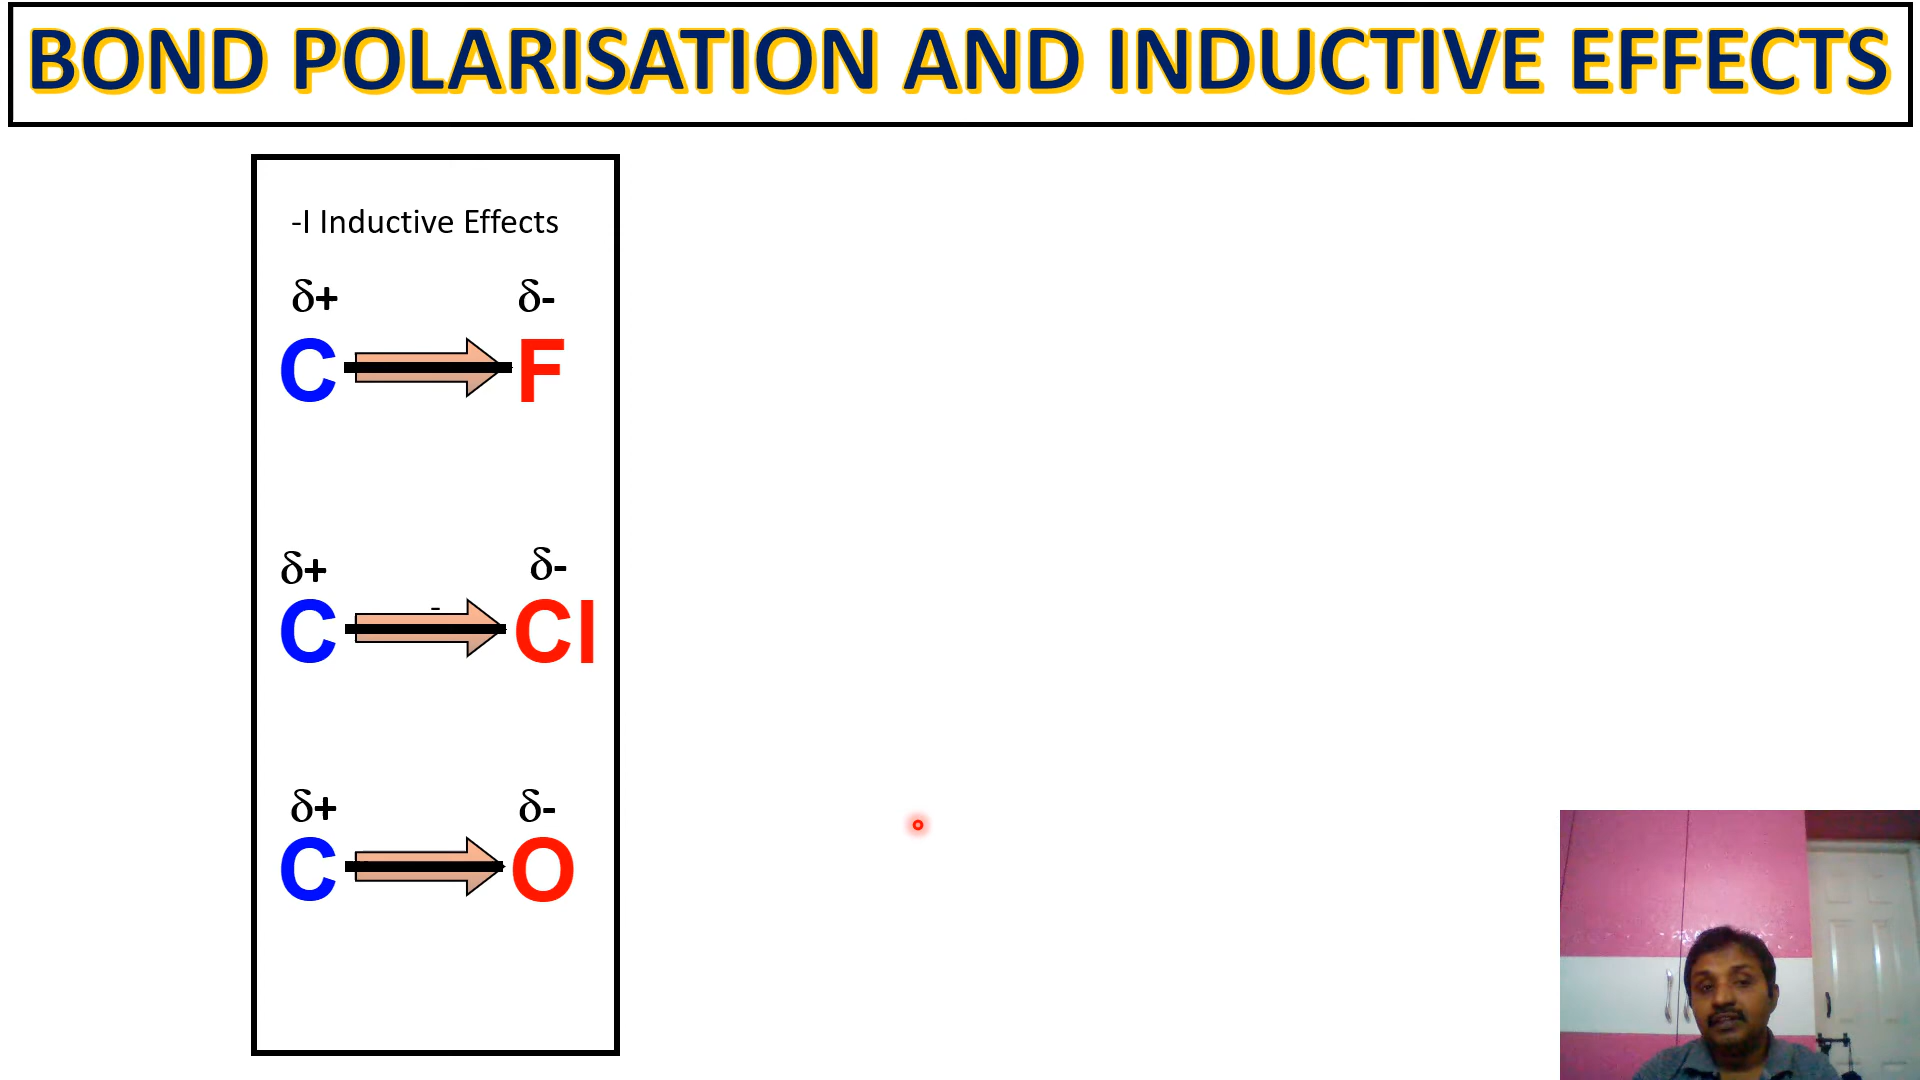 BOND POLARISATION AND INDUCTIVE EFFECTS
-I Inductive Effects
δ+ δ-
C F
δ+ δ-
C - Cl
δ+ δ-
C O